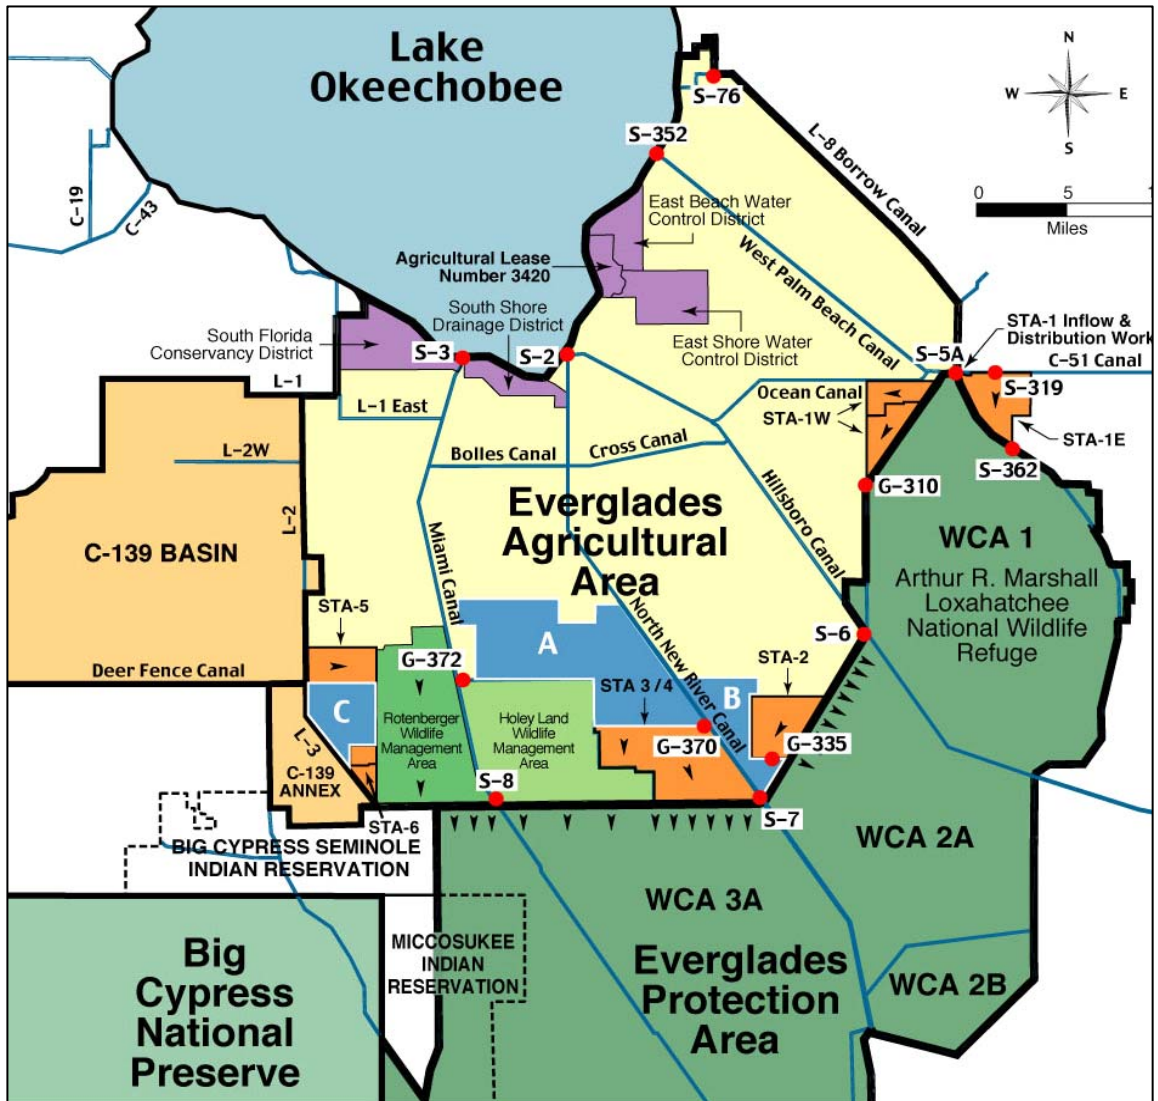 Lake
Okeechobee
N
W
E
S
S-76
S-352
L-8 Borrow Canal
0
5
1
Miles
C-19
C-43
East Beach Water
Control District
Agricultural Lease
Number 3420
West Palm Beach Canal
South Shore
Drainage District
South Florida
Conservancy District
S-3
S-2
East Shore Water
Control District
STA-1 Inflow &
Distribution Work
S-5A
C-51 Canal
S-319
L-1
L-1 East
Ocean Canal
STA-1W
STA-1E
S-362
L-2W
Bolles Canal
Cross Canal
Hillsboro Canal
G-310
L-2
Everglades
Agricultural
Area
C-139 BASIN
Miami Canal
WCA 1
Arthur R. Marshall
Loxahatchee
National Wildlife
Refuge
STA-5
North New River Canal
S-6
A
G-372
STA-2
Deer Fence Canal
STA 3 / 4
B
C
Rotenberger
Wildlife
Management
Area
Holey Land
Wildlife
Management
Area
G-370
G-335
L-3
C-139
ANNEX
S-8
S-7
STA-6
BIG CYPRESS SEMINOLE
INDIAN RESERVATION
WCA 2A
WCA 3A
MICCOSUKEE
INDIAN
RESERVATION
Everglades
Protection
Area
WCA 2B
Big
Cypress
National
Preserve